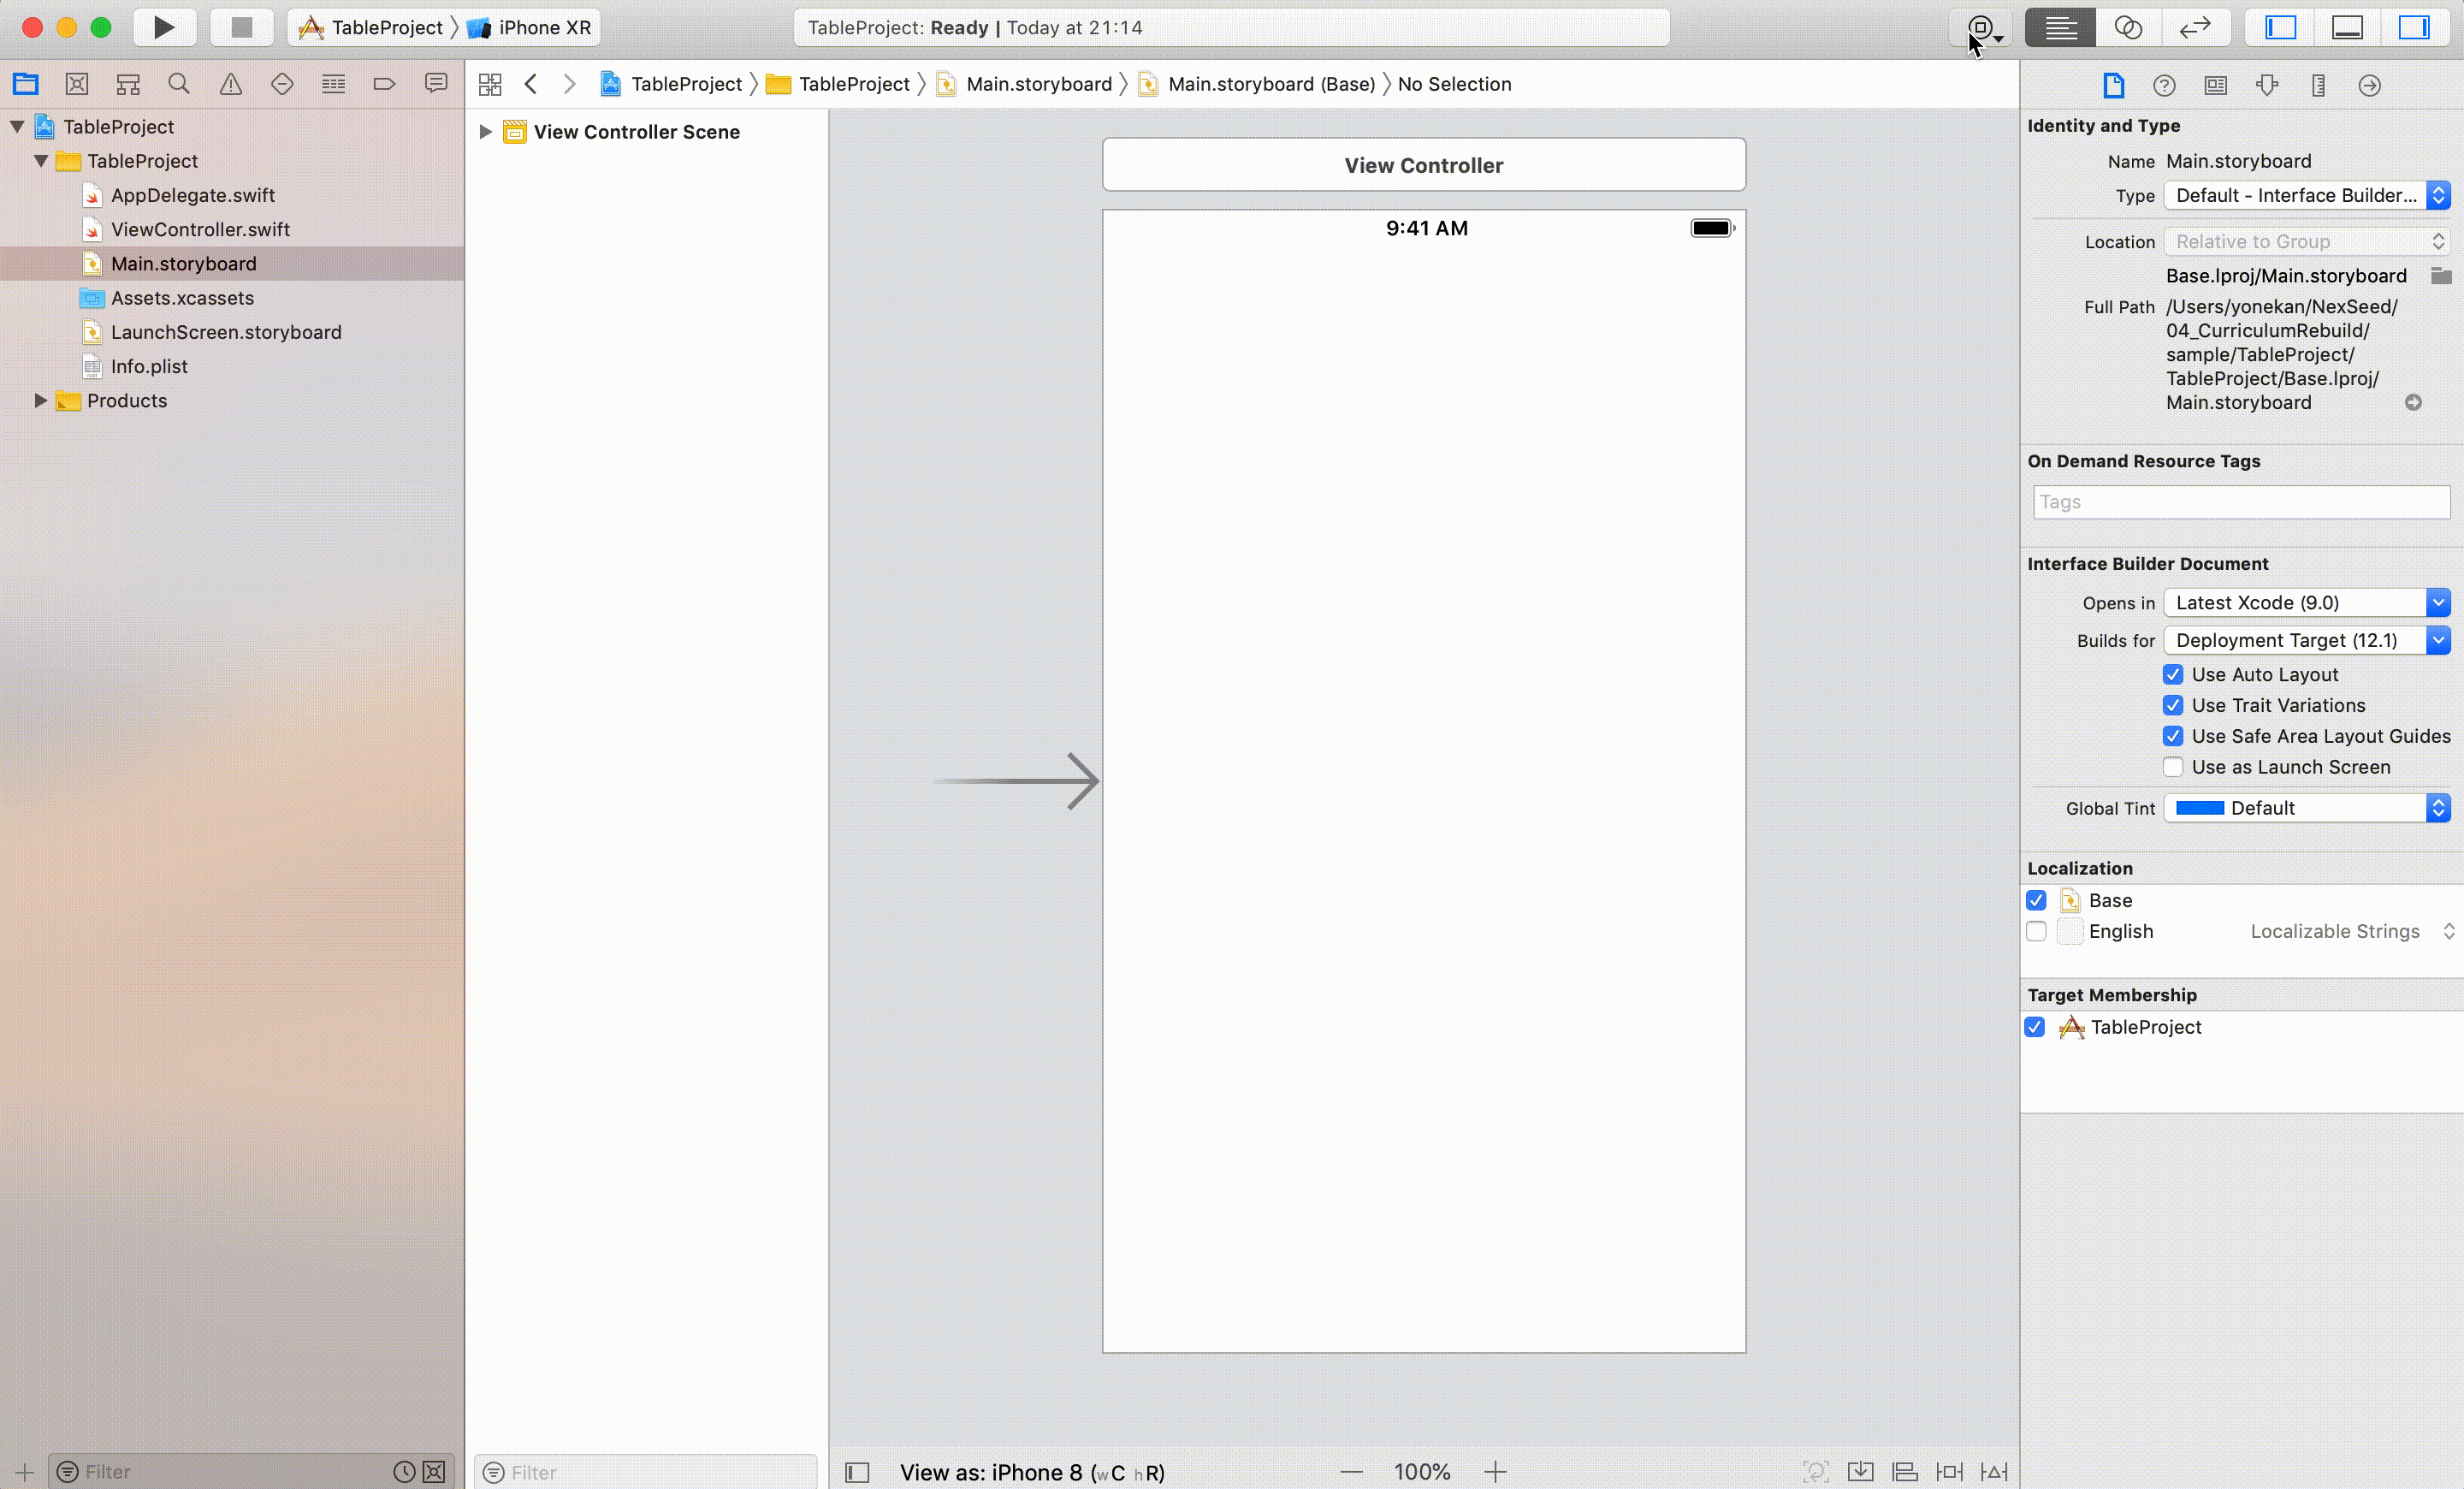 TableProject 〉 iPhone XR
TableProject: Ready | Today at 21:14
TableProject 〉 TableProject 〉 Main.storyboard 〉 Main.storyboard (Base) 〉 No Selection
TableProject
TableProject
AppDelegate.swift
ViewController.swift
Main.storyboard
Assets.xcassets
LaunchScreen.storyboard
Info.plist
Products
Filter
View Controller Scene
Filter
View Controller
9:41 AM
View as: iPhone 8 (wC hR)
100%
Identity and Type
Name Main.storyboard
Type Default - Interface Builder...
Location Relative to Group
Base.lproj/Main.storyboard
Full Path /Users/yonekan/NexSeed/
04_CurriculumRebuild/
sample/TableProject/
TableProject/Base.lproj/
Main.storyboard
On Demand Resource Tags
Tags
Interface Builder Document
Opens in Latest Xcode (9.0)
Builds for Deployment Target (12.1)
Use Auto Layout
Use Trait Variations
Use Safe Area Layout Guides
Use as Launch Screen
Global Tint Default
Localization
Base
English Localizable Strings
Target Membership
TableProject